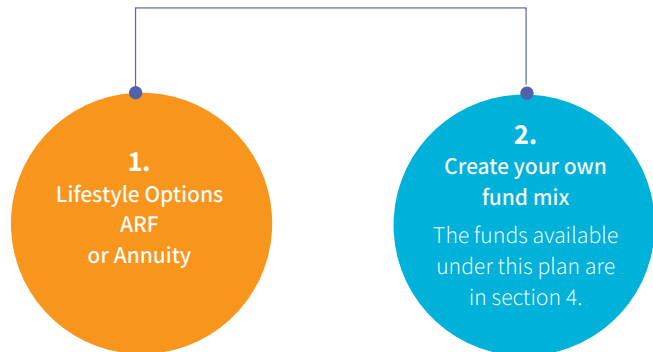 1.
Lifestyle Options
ARF
or Annuity
2.
Create your own
fund mix
The funds available
under this plan are
in section 4.